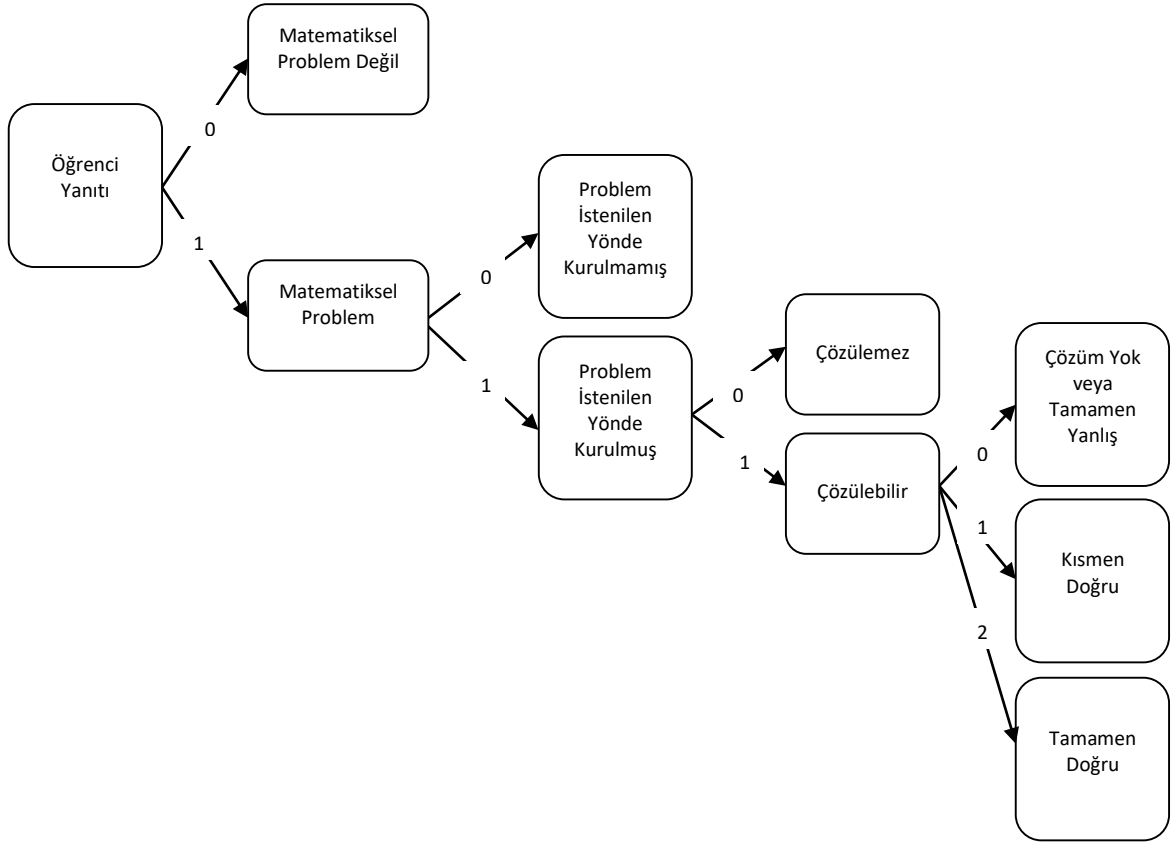 Matematiksel
Problem Değil
0
Öğrenci
Yanıtı
1
Matematiksel
Problem
0
Problem
İstenilen
Yönde
Kurulmamış
1
Problem
İstenilen
Yönde
Kurulmuş
0
Çözülemez
1
Çözülebilir
0
Çözüm Yok
veya
Tamamen
Yanlış
1
Kısmen
Doğru
2
Tamamen
Doğru